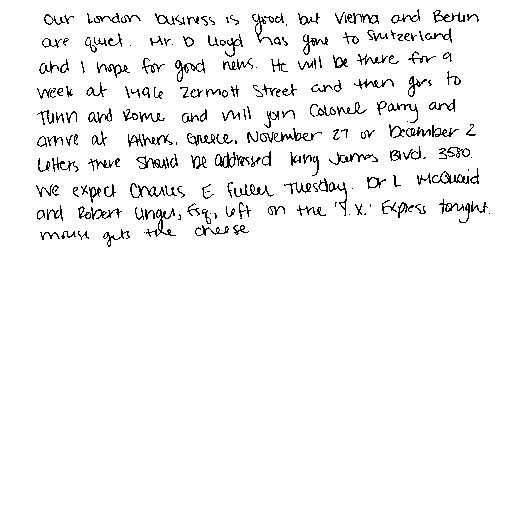 Our London business is good, but Vienna and Berlin
are quiet. Mr. D Lloyd has gone to Switzerland
and I hope for good news. He will be there for a
week at 1496 Zermott Street and then goes to
Turin and Rome and will join Colonel Parry and
arrive at Athens, Greece, November 27 or December 2
Letters there should be addressed King James Blvd. 3580.
We expect Charles E Fuller Tuesday. Dr L McQuaid
and Robert Unger, Esq, left on the 'Y.X.' Express tonight.
mouse gets the cheese